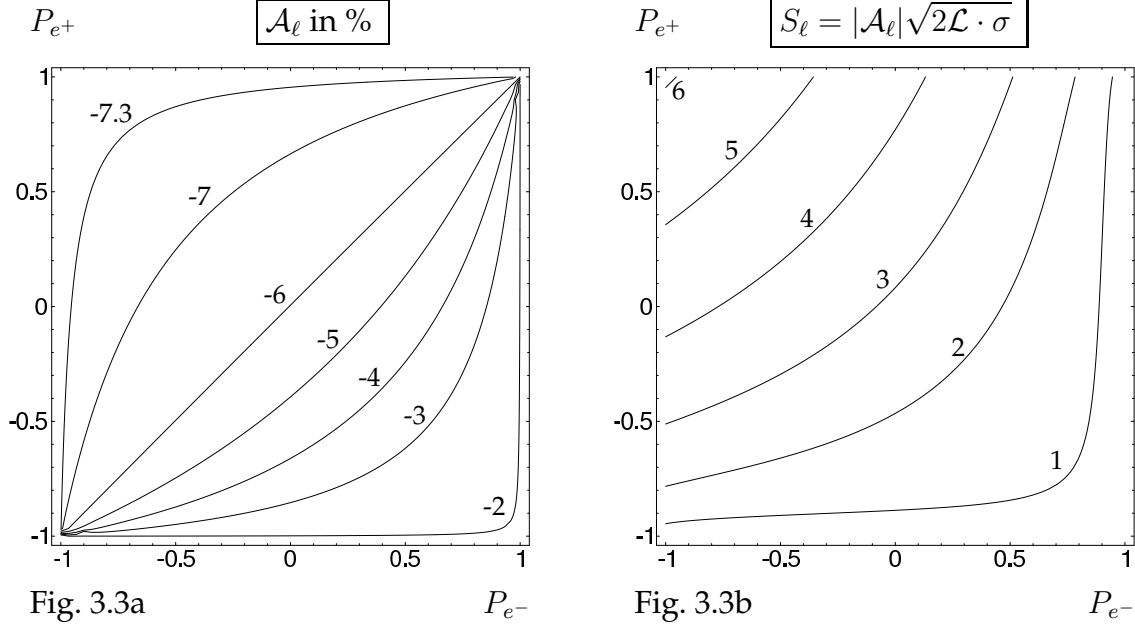 P_{e^+}
𝒜_ℓ in %
1
0.5
0
-0.5
-1
-7.3
-7
-6
-5
-4
-3
-2
-1 -0.5 0 0.5 1
Fig. 3.3a P_{e^-}
P_{e^+}
S_ℓ = |𝒜_ℓ|√2ℒ · σ
1
0.5
0
-0.5
-1
6
5
4
3
2
1
-1 -0.5 0 0.5 1
Fig. 3.3b P_{e^-}